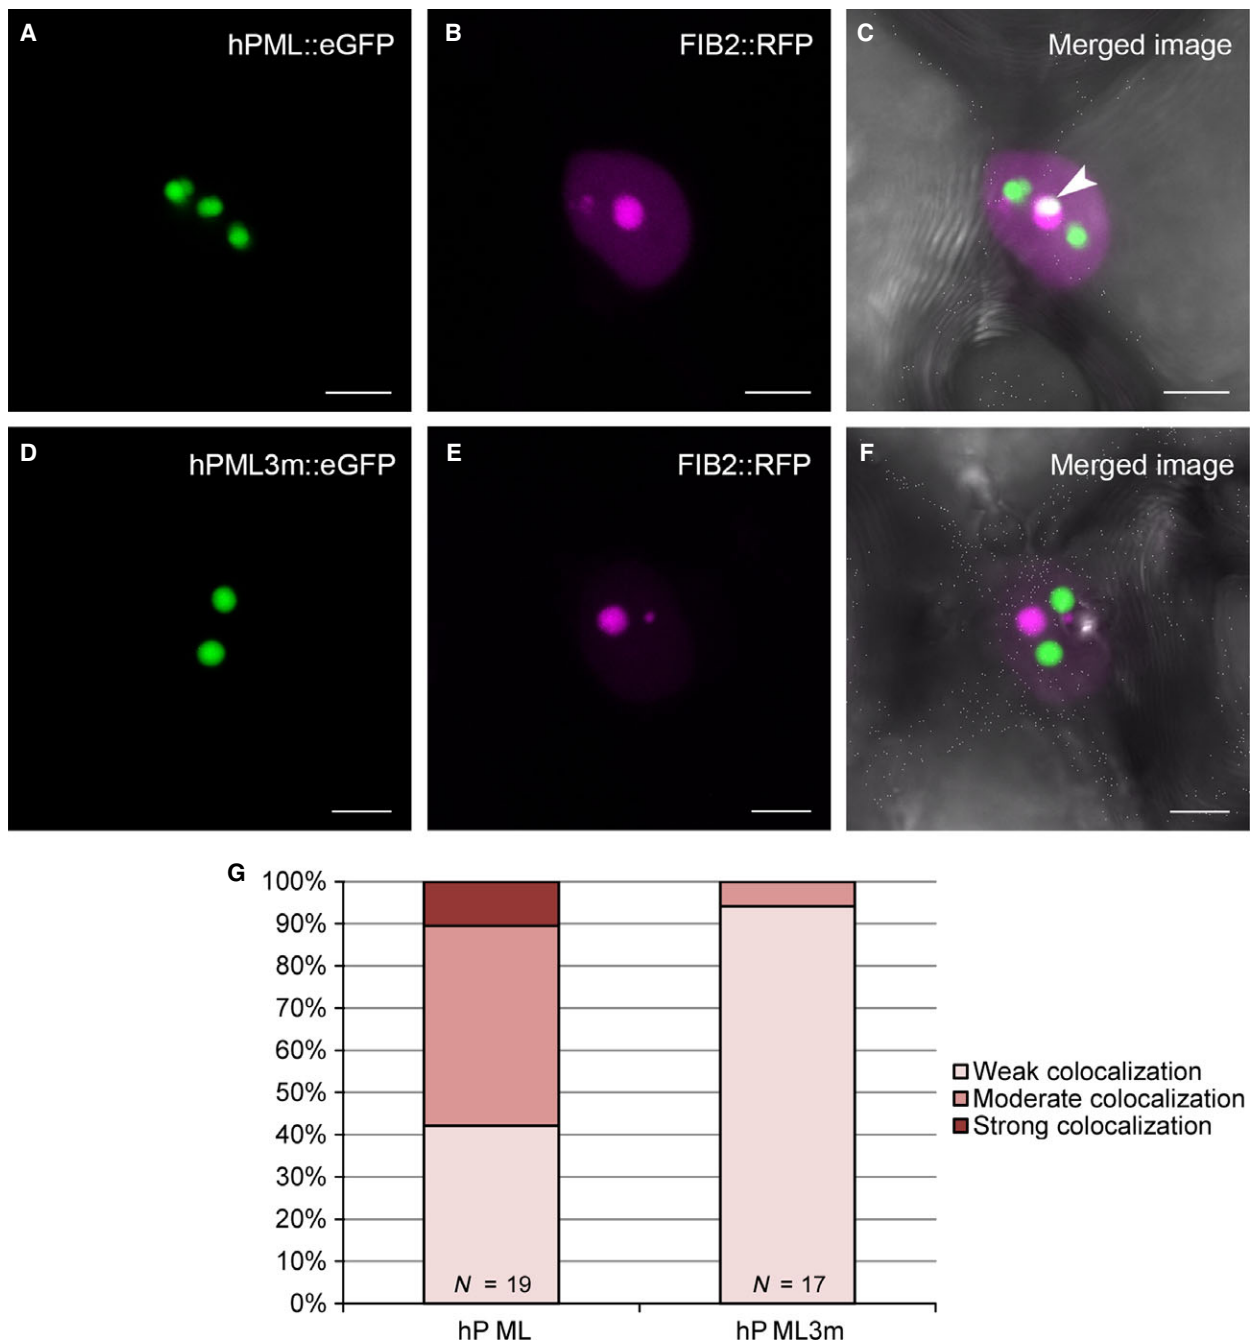 A
hPML::eGFP
B
FIB2::RFP
C
Merged image
D
hPML3m::eGFP
E
FIB2::RFP
F
Merged image
G
100%
90%
80%
70%
60%
50%
40%
30%
20%
10%
0%
N = 19
N = 17
hP ML
hP ML3m
Weak colocalization
Moderate colocalization
Strong colocalization